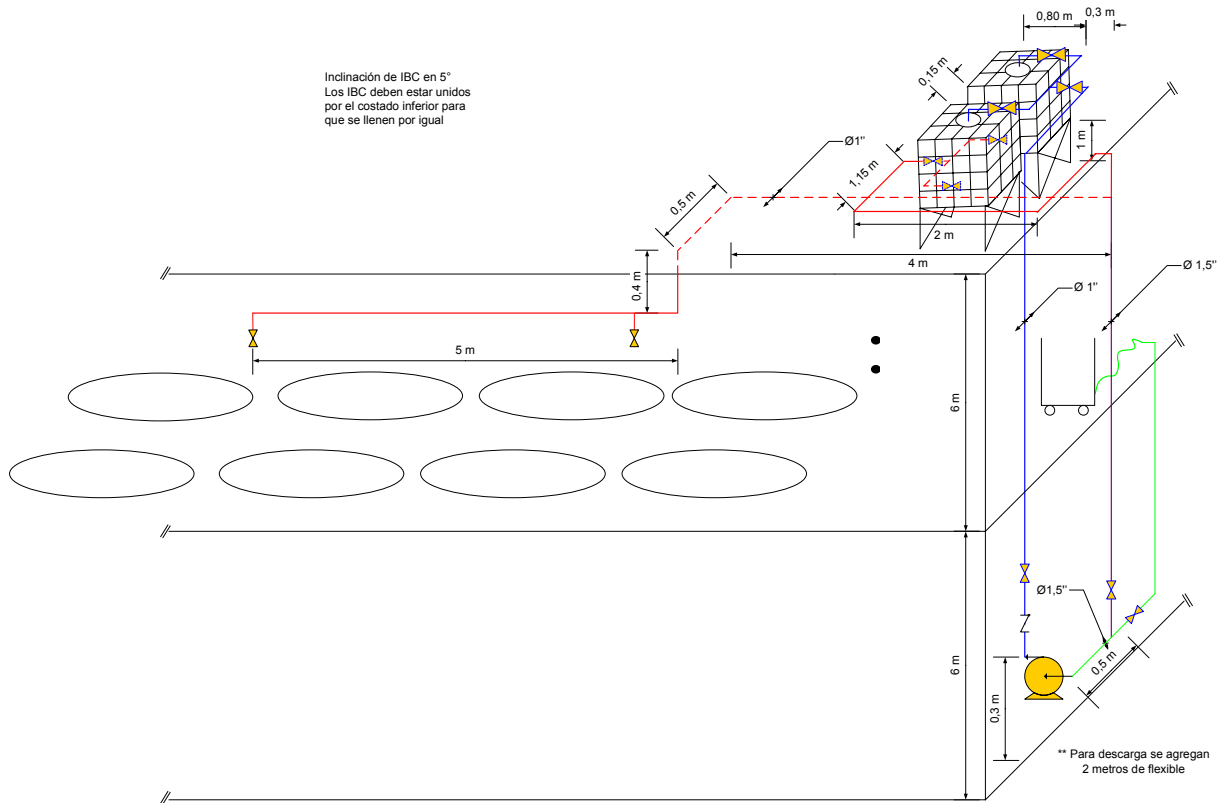 0,80 m
0,3 m
Inclinación de IBC en 5°
Los IBC deben estar unidos
por el costado inferior para
que se llenen por igual
0,15 m
Ø1"
1 m
1,15 m
0,5 m
2 m
4 m
0,4 m
Ø 1,5"
Ø 1"
5 m
6 m
Ø1,5"
6 m
0,5 m
0,3 m
** Para descarga se agregan
2 metros de flexible